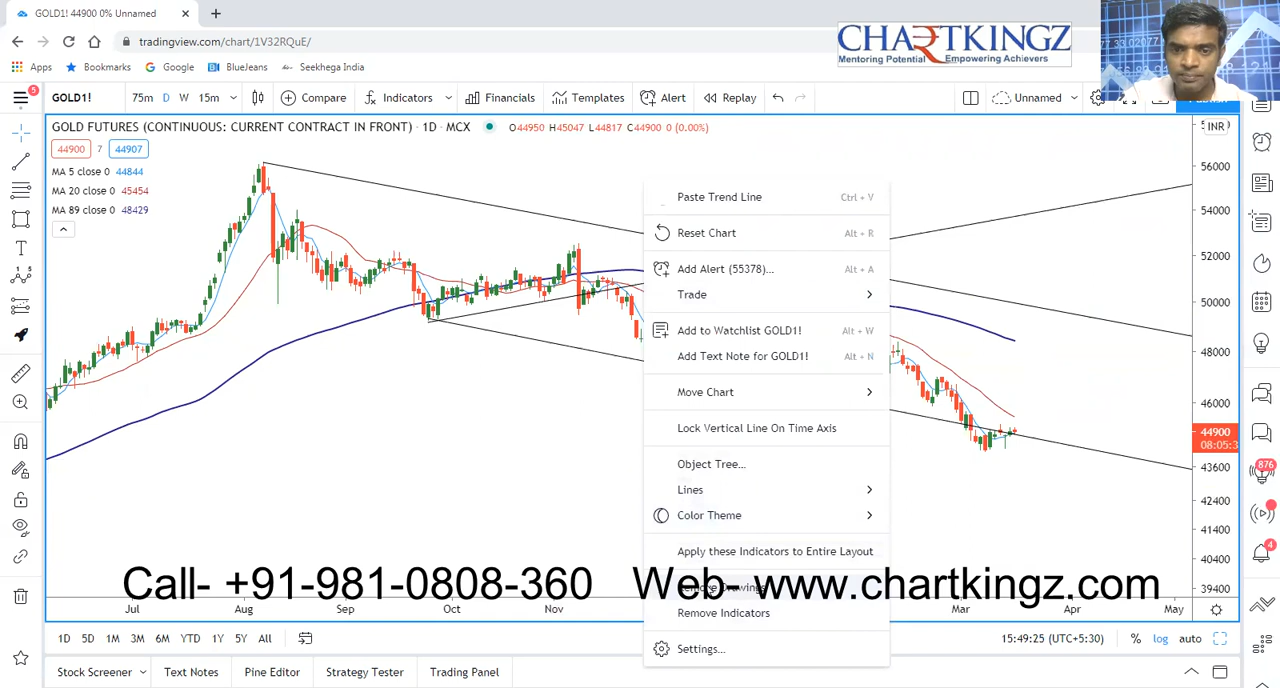 GOLD1! 44900 0% Unnamed
tradingview.com/chart/1V32RQuE/
Apps Bookmarks Google BlueJeans Seekhega India
CHARTKINGZ
Mentoring Potential Empowering Achievers
5
GOLD1! 75m D W 15m Compare Indicators Financials Templates Alert Replay Unnamed
GOLD FUTURES (CONTINUOUS: CURRENT CONTRACT IN FRONT) · 1D · MCX O44950 H45047 L44817 C44900 0 (0.00%)
INR
44900 7 44907
MA 5 close 0 44844
MA 20 close 0 45454
MA 89 close 0 48429
56000
54000
52000
50000
48000
46000
44900
08:05:3
43600
42400
41400
40400
39400
Paste Trend Line Ctrl + V
Reset Chart Alt + R
Add Alert (55378)... Alt + A
Trade
Add to Watchlist GOLD1! Alt + W
Add Text Note for GOLD1! Alt + N
Move Chart
Lock Vertical Line On Time Axis
Object Tree...
Lines
Color Theme
Apply these Indicators to Entire Layout
Remove Drawings
Remove Indicators
Settings...
876
4
Call- +91-981-0808-360 Web- www.chartkingz.com
Jul Aug Sep Oct Nov Mar Apr May
1D 5D 1M 3M 6M YTD 1Y 5Y All 15:49:25 (UTC+5:30) % log auto
Stock Screener Text Notes Pine Editor Strategy Tester Trading Panel